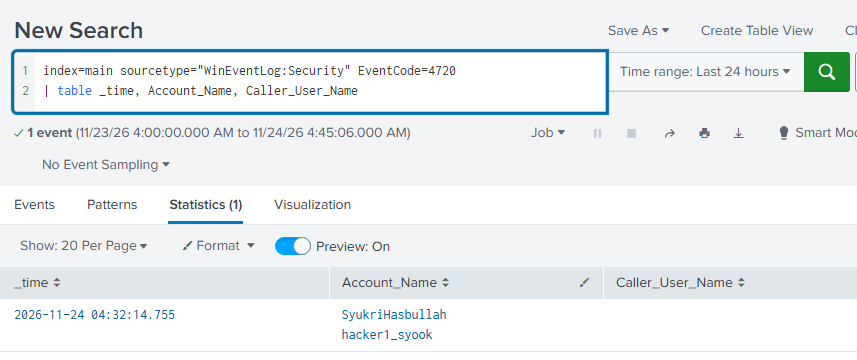 New Search
Save As
Create Table View
Cl
1 index=main sourcetype="WinEventLog:Security" EventCode=4720
2 | table _time, Account_Name, Caller_User_Name
Time range: Last 24 hours
1 event (11/23/26 4:00:00.000 AM to 11/24/26 4:45:06.000 AM)
Job
Smart Mod
No Event Sampling
Events
Patterns
Statistics (1)
Visualization
Show: 20 Per Page
Format
Preview: On
_time
Account_Name
Caller_User_Name
2026-11-24 04:32:14.755
SyukriHasbullah
hacker1_syook